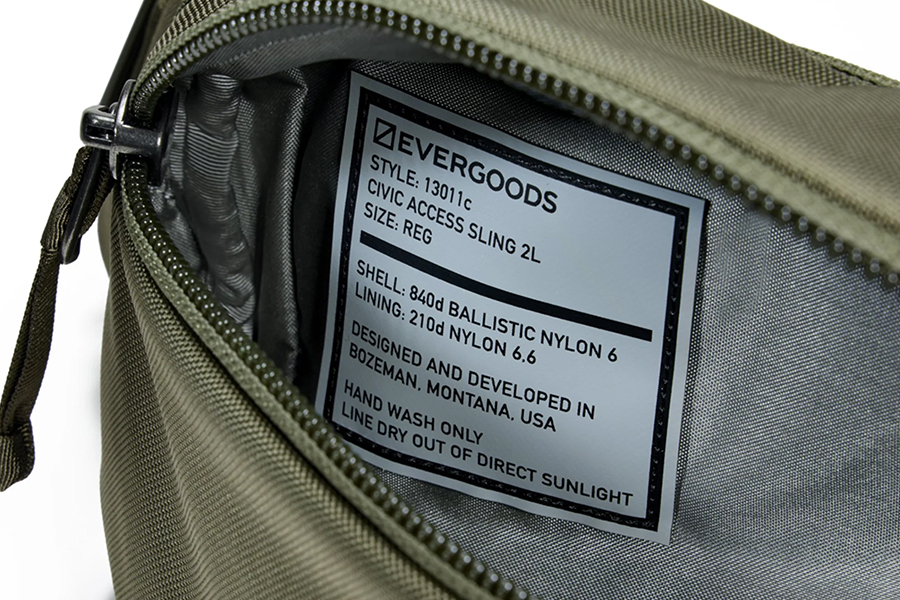 EVERGOODS
STYLE: 13011c
CIVIC ACCESS SLING 2L
SIZE: REG
SHELL: 840d BALLISTIC NYLON 6
LINING: 210d NYLON 6.6
DESIGNED AND DEVELOPED IN
BOZEMAN, MONTANA, USA
HAND WASH ONLY
LINE DRY OUT OF DIRECT SUNLIGHT